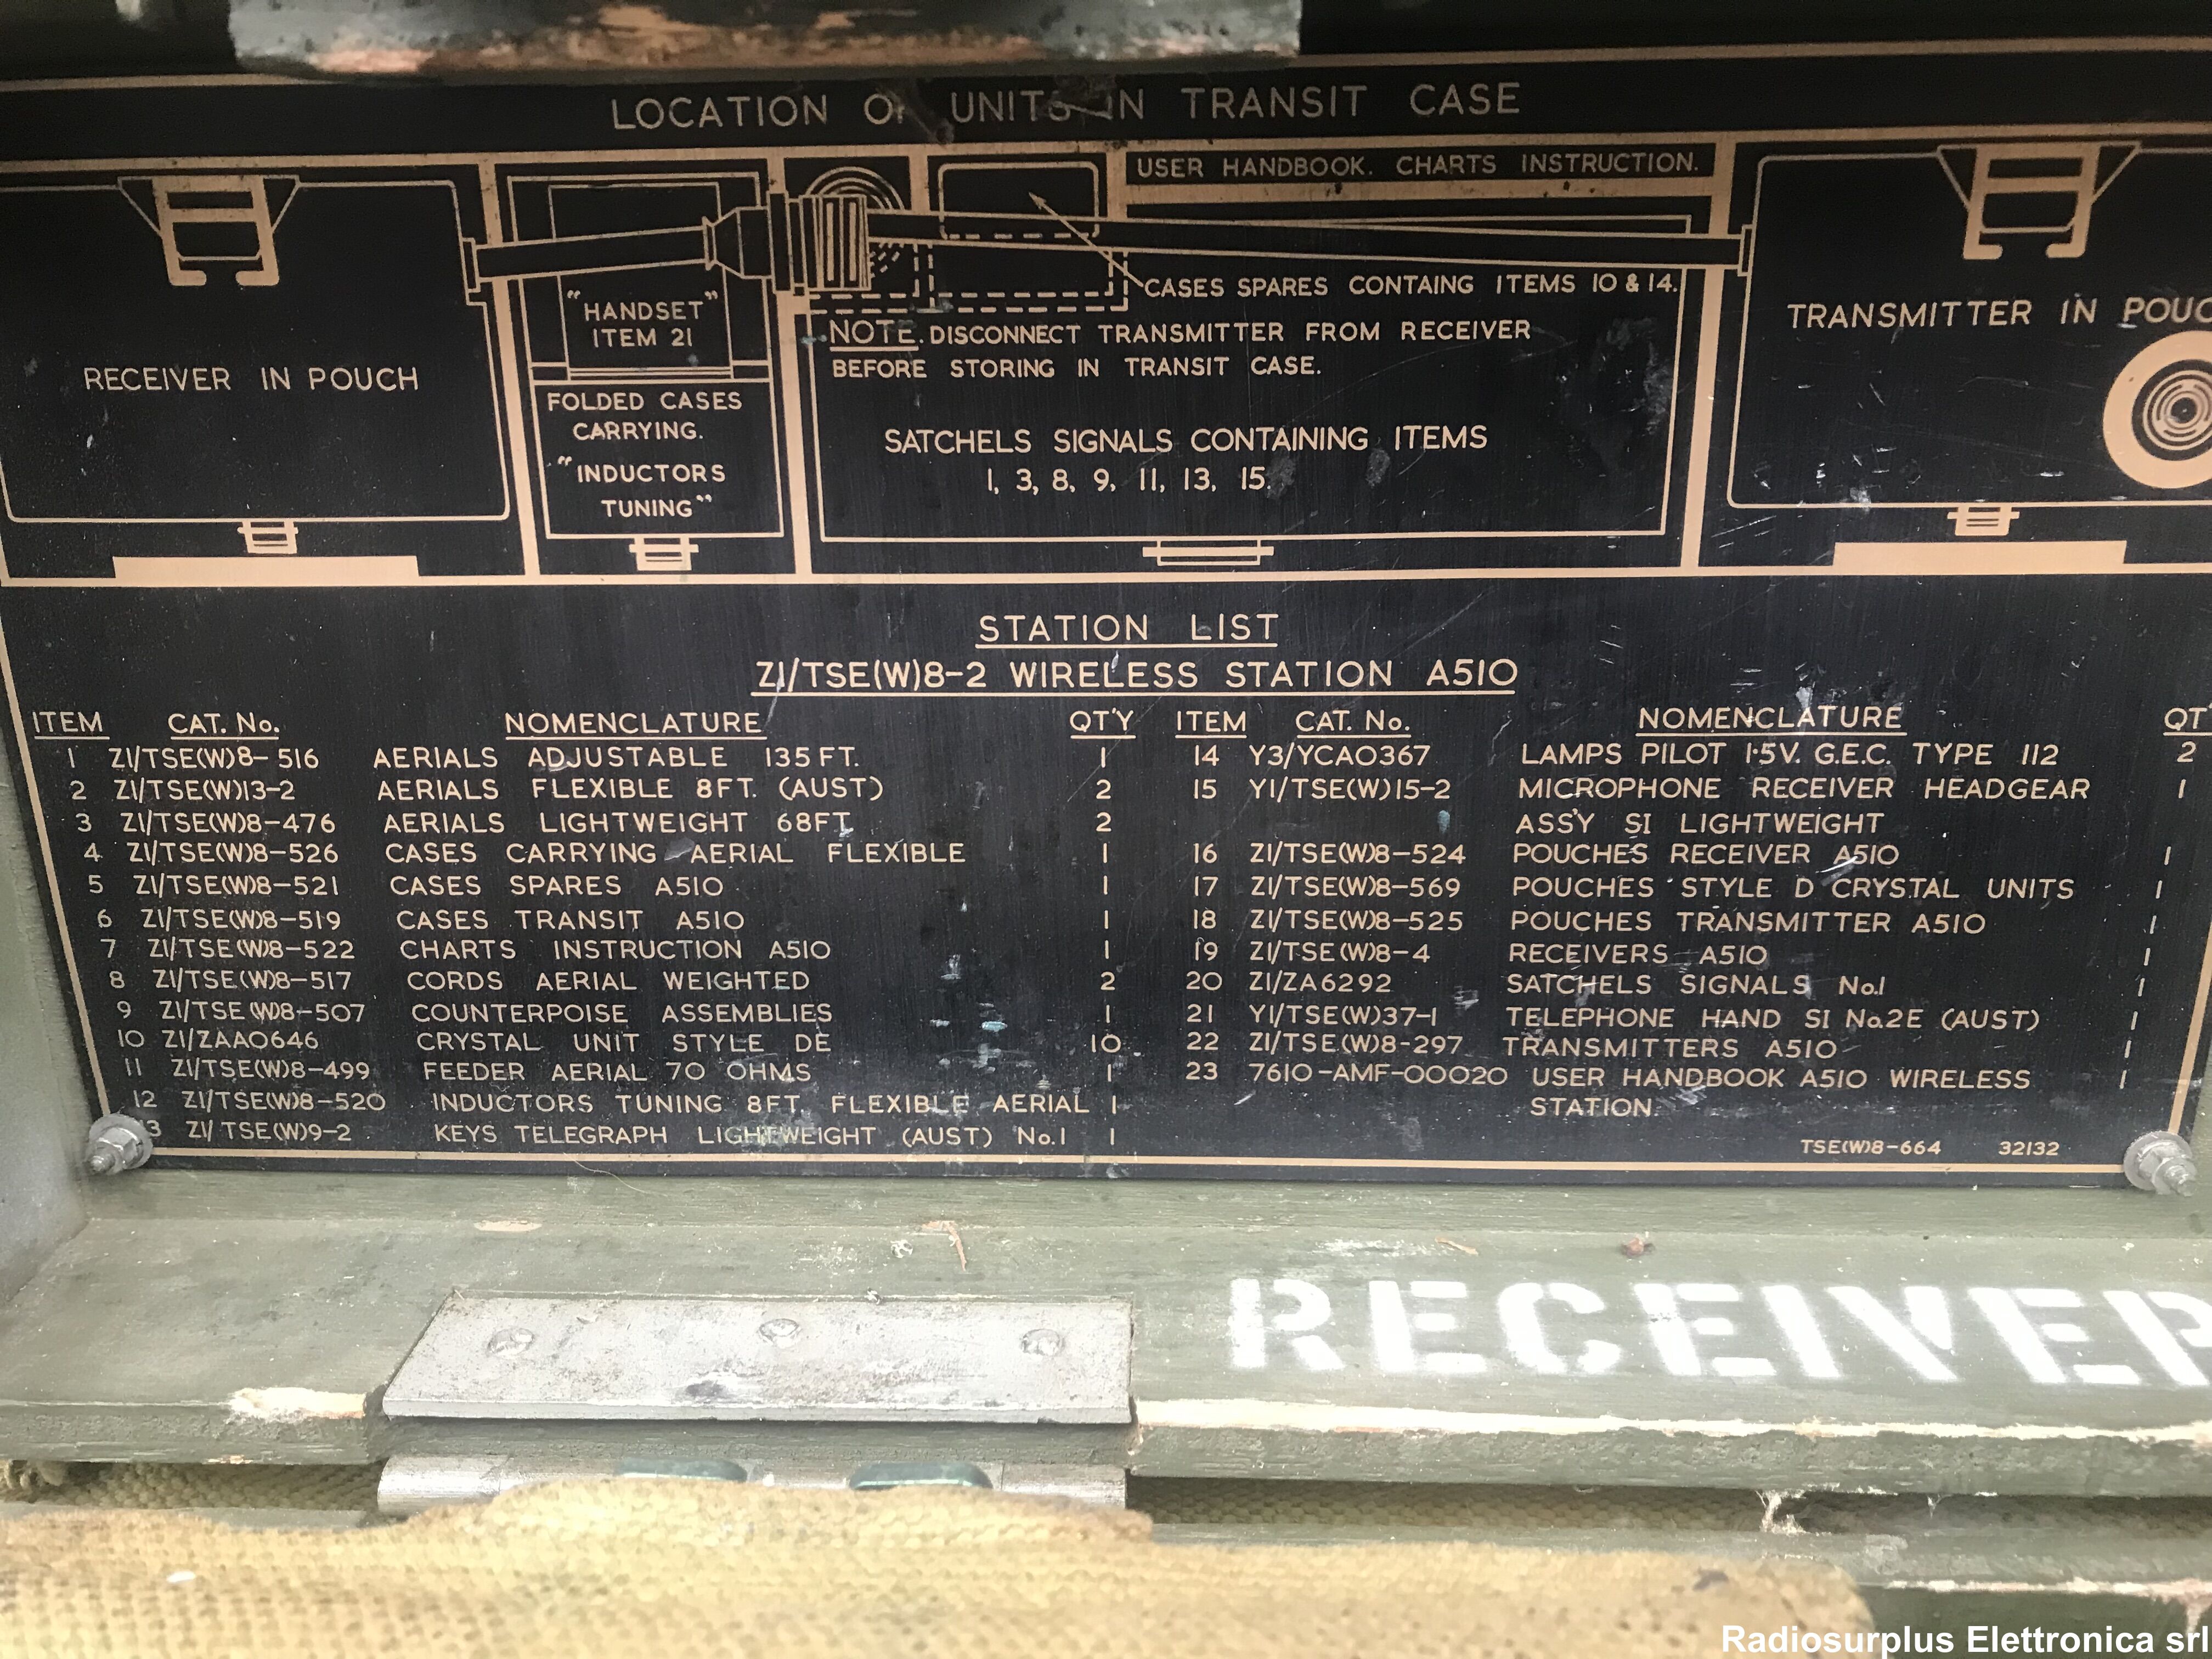 LOCATION OF UNITS IN TRANSIT CASE
USER HANDBOOK. CHARTS INSTRUCTION.
CASES SPARES CONTAING ITEMS 10 & 14.
"HANDSET"
ITEM 21
RECEIVER IN POUCH
FOLDED CASES
CARRYING.
"INDUCTORS
TUNING"
NOTE. DISCONNECT TRANSMITTER FROM RECEIVER
BEFORE STORING IN TRANSIT CASE.
SATCHELS SIGNALS CONTAINING ITEMS
1, 3, 8, 9, 11, 13, 15.
TRANSMITTER IN POUC
STATION LIST
Z1/TSE(W)8-2 WIRELESS STATION A510
ITEM CAT. No. NOMENCLATURE QT'Y
1 Z1/TSE(W)8-516 AERIALS ADJUSTABLE 135 FT. 1
2 Z1/TSE(W)13-2 AERIALS FLEXIBLE 8FT. (AUST) 2
3 Z1/TSE(W)8-476 AERIALS LIGHTWEIGHT 68FT. 2
4 Z1/TSE(W)8-526 CASES CARRYING AERIAL FLEXIBLE 1
5 Z1/TSE(W)8-521 CASES SPARES A510 1
6 Z1/TSE(W)8-519 CASES TRANSIT A510 1
7 Z1/TSE(W)8-522 CHARTS INSTRUCTION A510 1
8 Z1/TSE(W)8-517 CORDS AERIAL WEIGHTED 2
9 Z1/TSE(W)8-507 COUNTERPOISE ASSEMBLIES 1
10 Z1/ZAA0646 CRYSTAL UNIT STYLE DE 10
11 Z1/TSE(W)8-499 FEEDER AERIAL 70 OHMS 1
12 Z1/TSE(W)8-520 INDUCTORS TUNING 8FT. FLEXIBLE AERIAL 1
13 Z1/TSE(W)9-2 KEYS TELEGRAPH LIGHTWEIGHT (AUST) No.1 1
ITEM CAT. No. NOMENCLATURE QT'
14 Y3/YCA0367 LAMPS PILOT 1·5V. G.E.C. TYPE 112 2
15 Y1/TSE(W)15-2 MICROPHONE RECEIVER HEADGEAR 1
ASS'Y SI LIGHTWEIGHT
16 Z1/TSE(W)8-524 POUCHES RECEIVER A510 1
17 Z1/TSE(W)8-569 POUCHES STYLE D CRYSTAL UNITS 1
18 Z1/TSE(W)8-525 POUCHES TRANSMITTER A510 1
19 Z1/TSE(W)8-4 RECEIVERS A510 1
20 Z1/ZA6292 SATCHELS SIGNALS No.1 1
21 Y1/TSE(W)37-1 TELEPHONE HAND SI No.2E (AUST) 1
22 Z1/TSE(W)8-297 TRANSMITTERS A510 1
23 7610-AMF-00020 USER HANDBOOK A510 WIRELESS 1
STATION.
TSE(W)8-664 32132
RECEIVER
Radiosurplus Elettronica srl